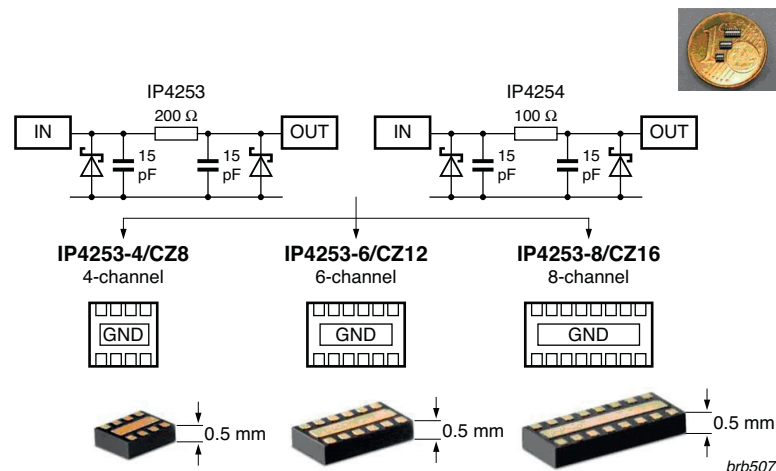 IP4253
200 Ω
IN
OUT
15
pF
15
pF
IP4254
100 Ω
IN
OUT
15
pF
15
pF
IP4253-4/CZ8
4-channel
IP4253-6/CZ12
6-channel
IP4253-8/CZ16
8-channel
GND
GND
GND
0.5 mm
0.5 mm
0.5 mm
brb507
1